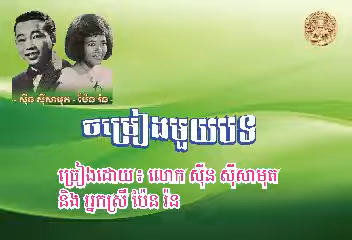 - ស៊ីន ស៊ីសាមុត - ប៉ែន រ៉ន -
ចម្រៀងមួយបទ
ច្រៀងដោយ៖ លោក ស៊ីន ស៊ីសាមុត
និង អ្នកស្រី ប៉ែន រ៉ន